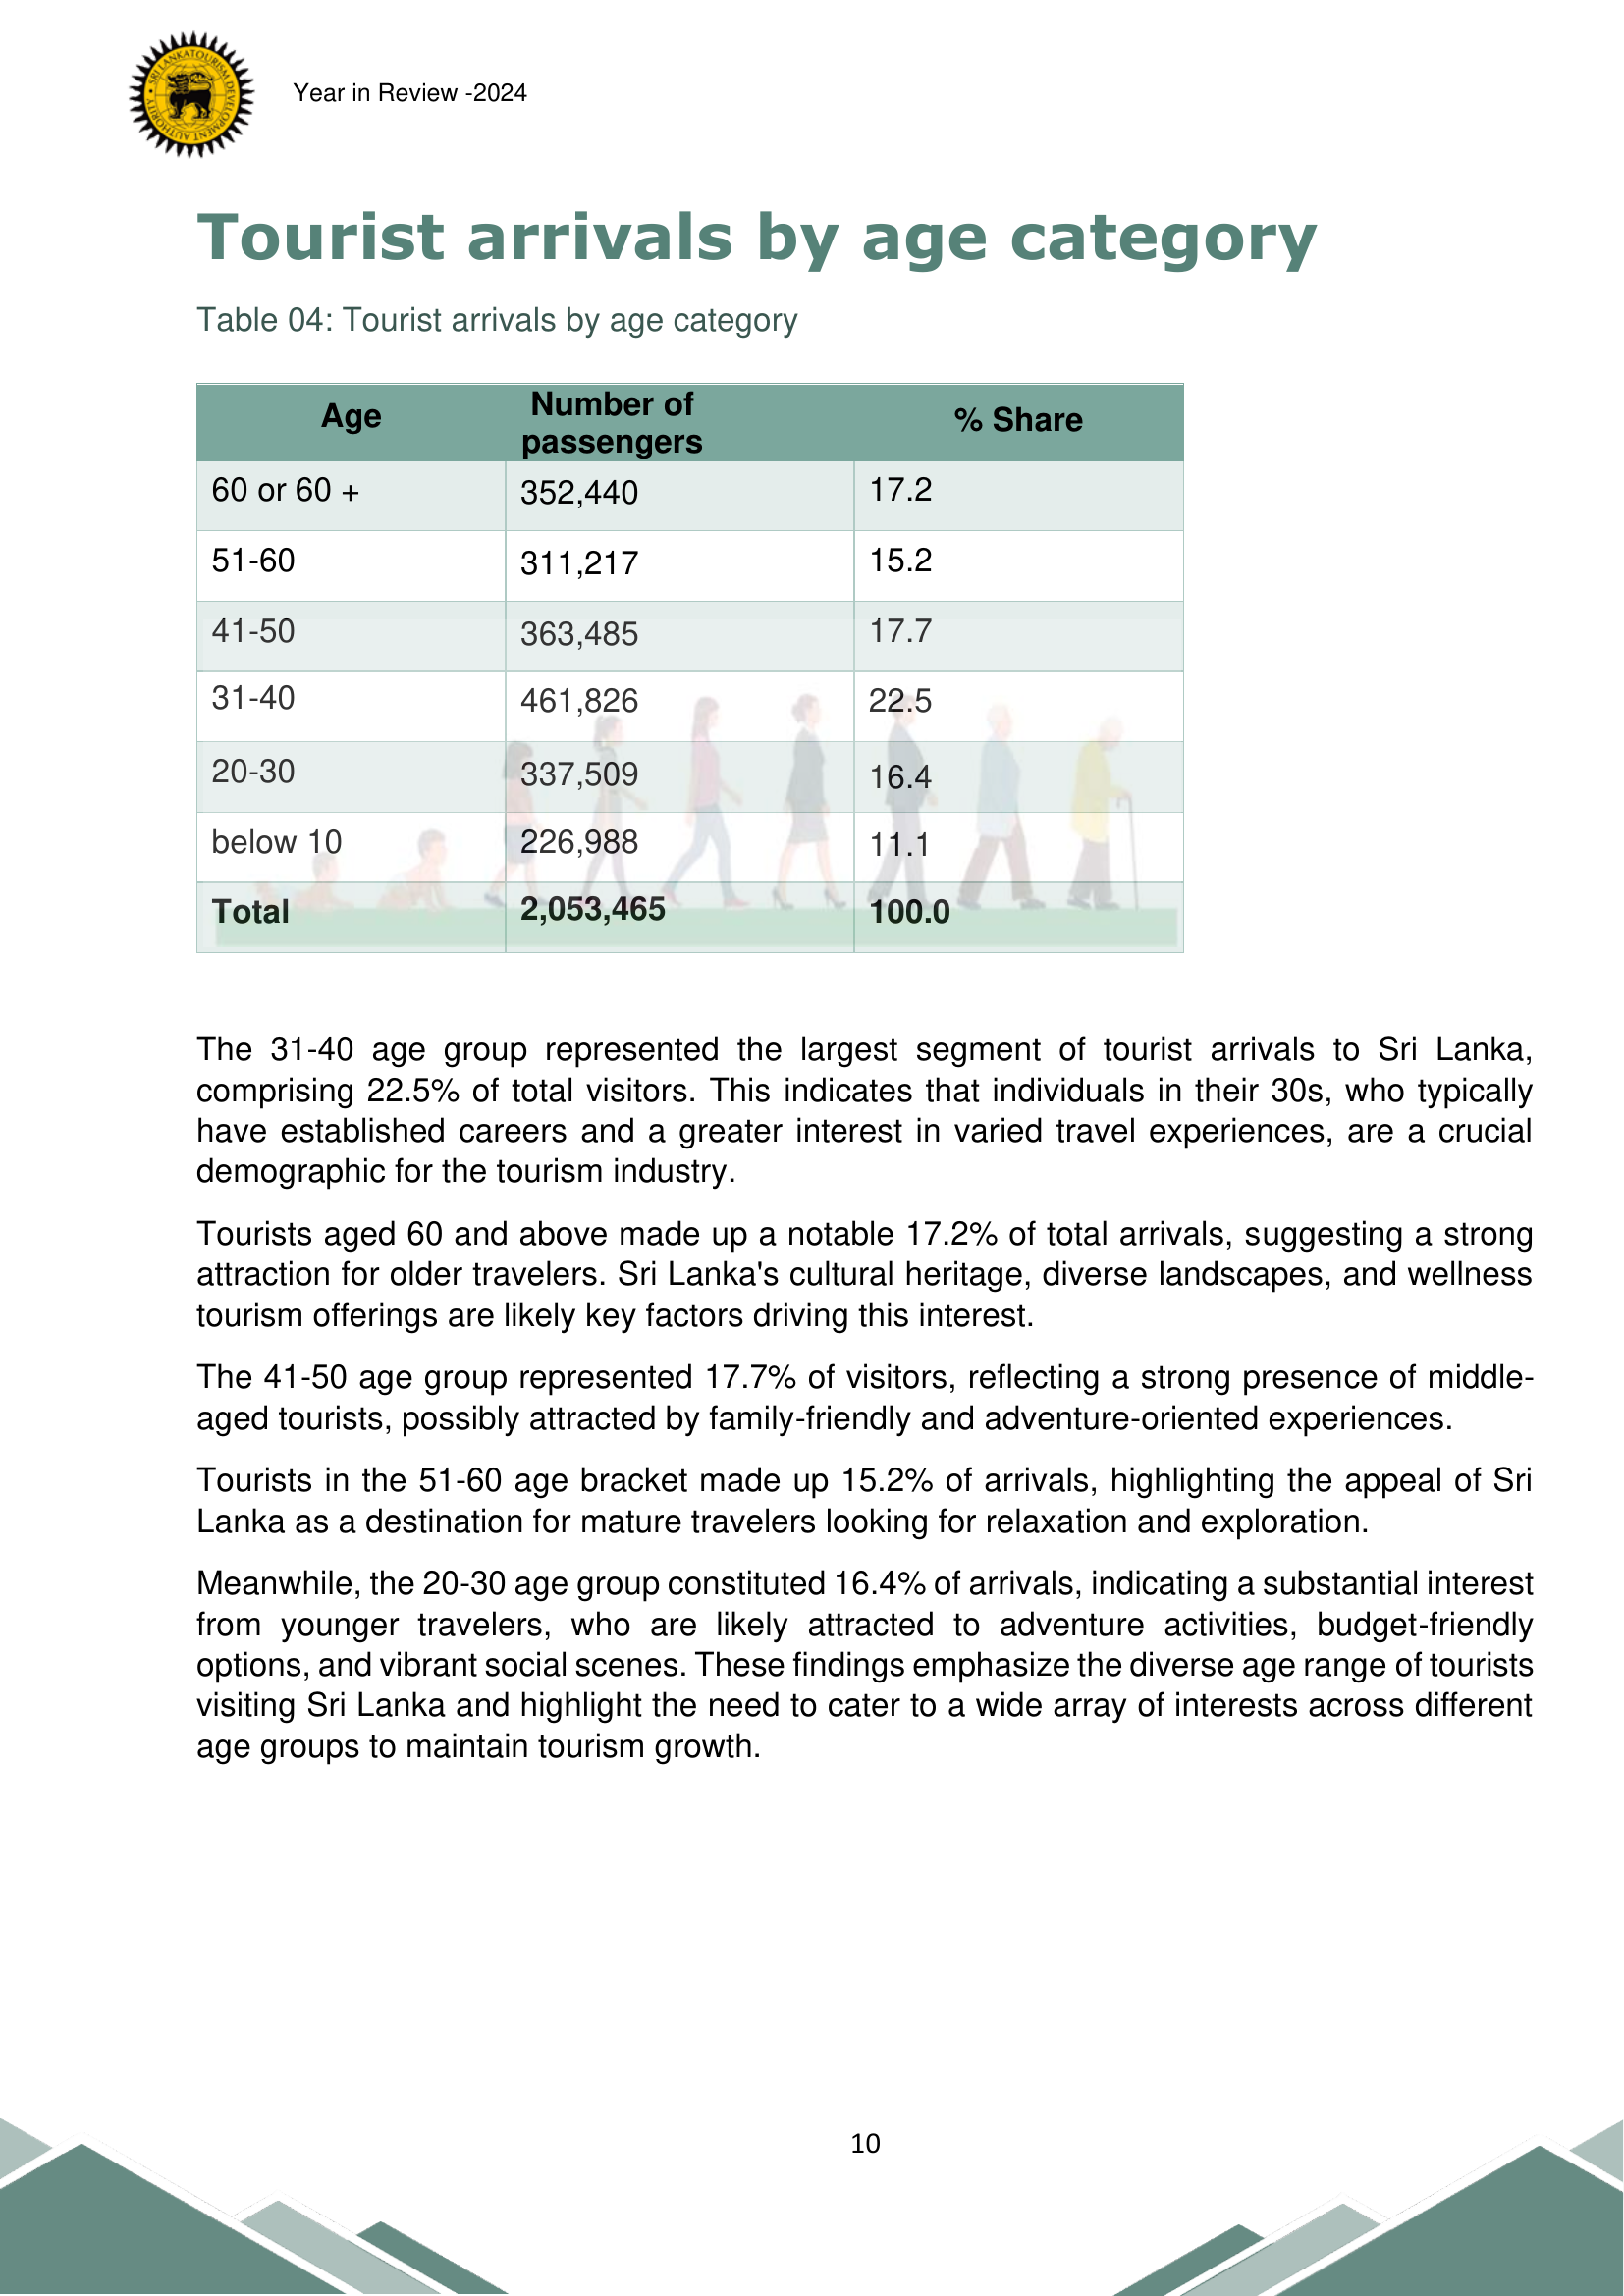 SRI LANKA TOURISM DEVELOPMENT AUTHORITY
Year in Review -2024
Tourist arrivals by age category
Table 04: Tourist arrivals by age category
Age Number of passengers % Share
60 or 60 + 352,440 17.2
51-60 311,217 15.2
41-50 363,485 17.7
31-40 461,826 22.5
20-30 337,509 16.4
below 10 226,988 11.1
Total 2,053,465 100.0
The 31-40 age group represented the largest segment of tourist arrivals to Sri Lanka,
comprising 22.5% of total visitors. This indicates that individuals in their 30s, who typically
have established careers and a greater interest in varied travel experiences, are a crucial
demographic for the tourism industry.
Tourists aged 60 and above made up a notable 17.2% of total arrivals, suggesting a strong
attraction for older travelers. Sri Lanka's cultural heritage, diverse landscapes, and wellness
tourism offerings are likely key factors driving this interest.
The 41-50 age group represented 17.7% of visitors, reflecting a strong presence of middle-
aged tourists, possibly attracted by family-friendly and adventure-oriented experiences.
Tourists in the 51-60 age bracket made up 15.2% of arrivals, highlighting the appeal of Sri
Lanka as a destination for mature travelers looking for relaxation and exploration.
Meanwhile, the 20-30 age group constituted 16.4% of arrivals, indicating a substantial interest
from younger travelers, who are likely attracted to adventure activities, budget-friendly
options, and vibrant social scenes. These findings emphasize the diverse age range of tourists
visiting Sri Lanka and highlight the need to cater to a wide array of interests across different
age groups to maintain tourism growth.
10